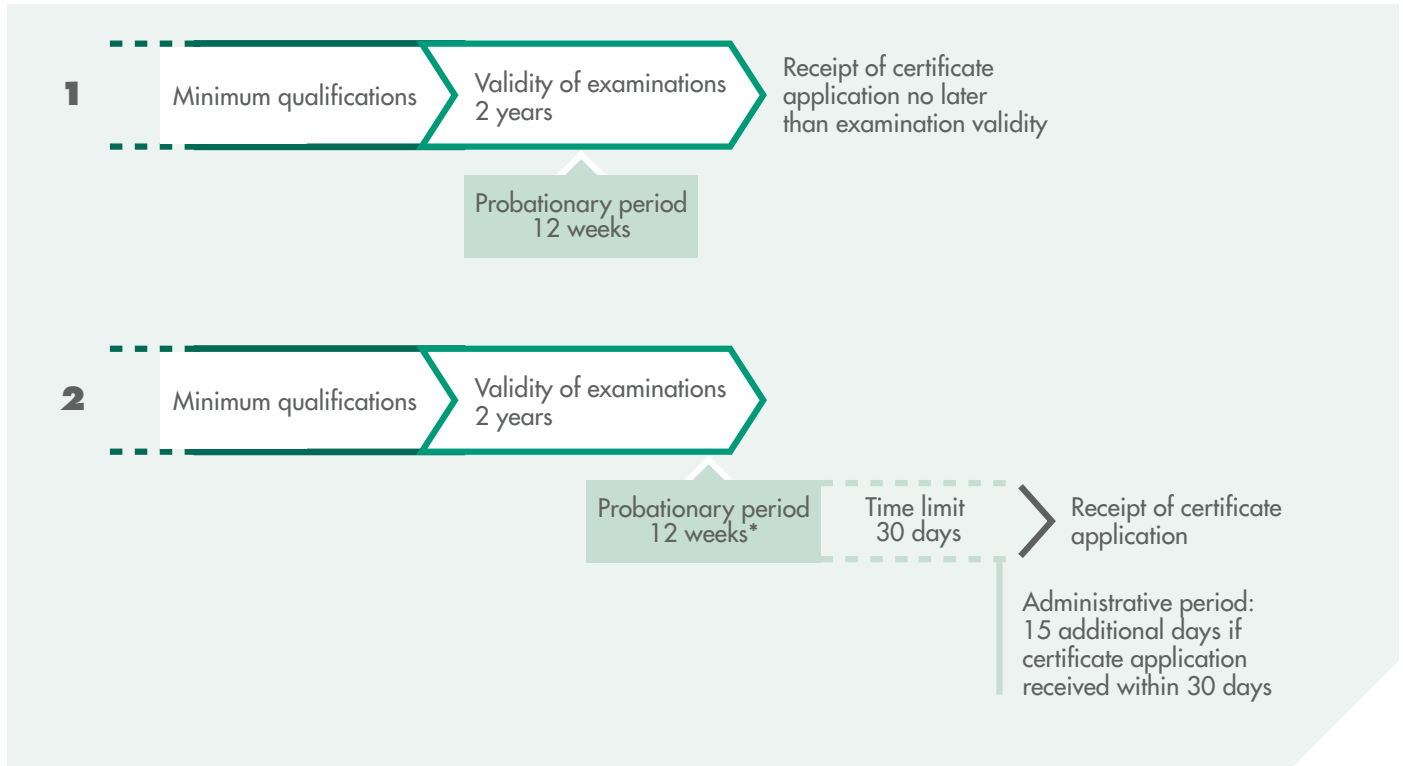 1
Minimum qualifications
Validity of examinations
2 years
Receipt of certificate
application no later
than examination validity
Probationary period
12 weeks
2
Minimum qualifications
Validity of examinations
2 years
Probationary period
12 weeks*
Time limit
30 days
Receipt of certificate
application
Administrative period:
15 additional days if
certificate application
received within 30 days